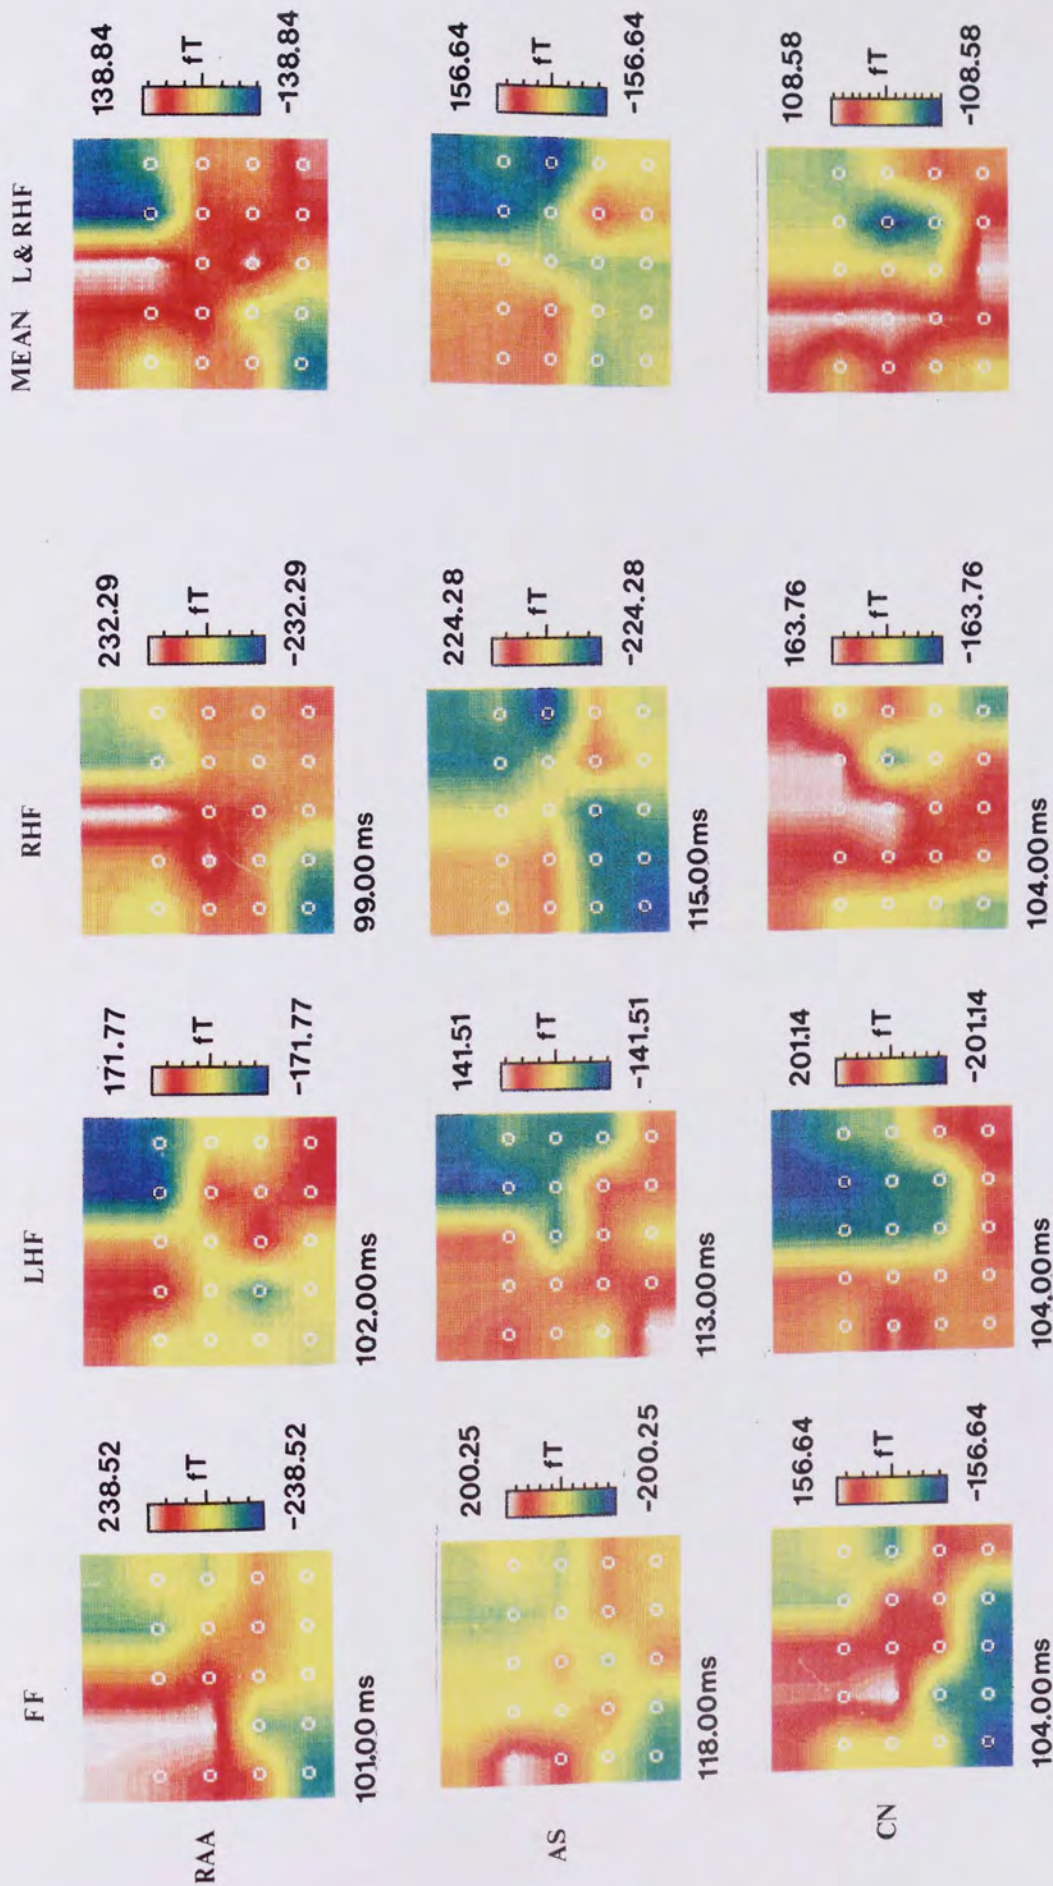 FF LHF RHF MEAN L & RHF
RAA
238.52
fT
-238.52
101.00ms
171.77
fT
-171.77
102.00ms
232.29
fT
-232.29
99.00ms
138.84
fT
-138.84
AS
200.25
fT
-200.25
118.00ms
141.51
fT
-141.51
113.00ms
224.28
fT
-224.28
115.00ms
156.64
fT
-156.64
CN
156.64
fT
-156.64
104.00ms
201.14
fT
-201.14
104.00ms
163.76
fT
-163.76
104.00ms
108.58
fT
-108.58